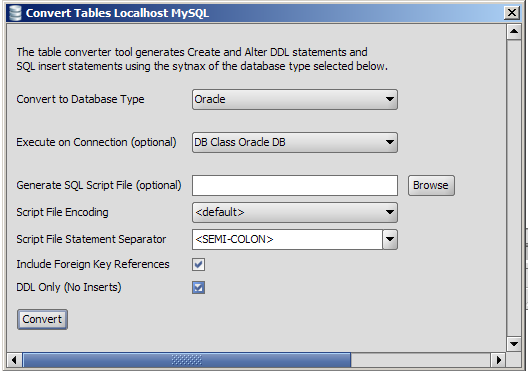 Convert Tables Localhost MySQL
The table converter tool generates Create and Alter DDL statements and
SQL insert statements using the sytnax of the database type selected below.
Convert to Database Type Oracle
Execute on Connection (optional) DB Class Oracle DB
Generate SQL Script File (optional) Browse
Script File Encoding <default>
Script File Statement Separator <SEMI-COLON>
Include Foreign Key References
DDL Only (No Inserts)
Convert